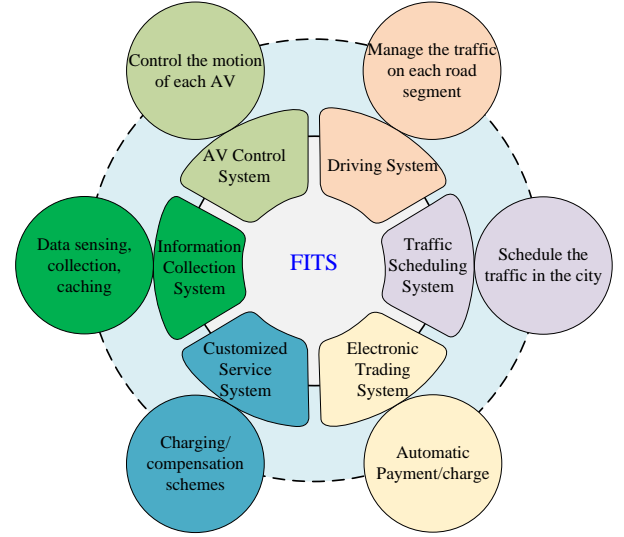 Control the motion
of each AV
Manage the traffic
on each road
segment
AV Control
System
Driving System
Data sensing,
collection,
caching
Information
Collection
System
FITS
Traffic
Scheduling
System
Schedule the
traffic in the city
Customized
Service
System
Electronic
Trading
System
Charging/
compensation
schemes
Automatic
Payment/charge